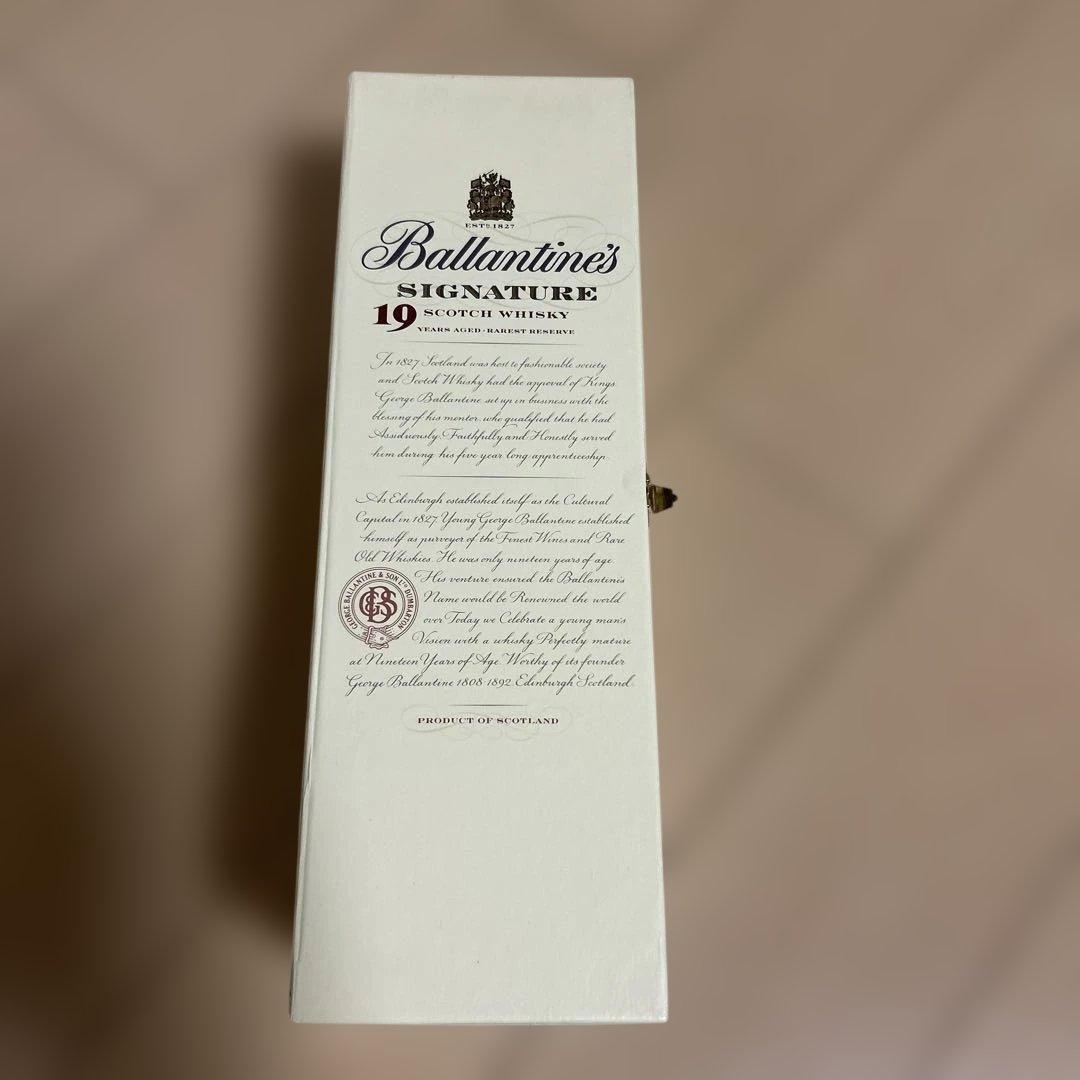 ESTD. 1827
Ballantine's
SIGNATURE
19 SCOTCH WHISKY
YEARS AGED · RAREST RESERVE
In 1827 Scotland was host to fashionable society
and Scotch Whisky had the approval of Kings.
George Ballantine set up in business with the
blessing of his mentor, who qualified that he had
Assiduously, Faithfully and Honestly served
him during his five year long apprenticeship.
As Edinburgh established itself as the Cultural
Capital in 1827, Young George Ballantine established
himself as purveyor of the Finest Wines and Rare
Old Whiskies. He was only nineteen years of age.
His venture ensured the Ballantine's
Name would be Renowned the world
over. Today we Celebrate a young man's
Vision with a whisky Perfectly mature
at Nineteen Years of Age. Worthy of its founder
George Ballantine 1808-1892. Edinburgh Scotland.
GEORGE BALLANTINE & SON LTD DUMBARTON
GBS
PRODUCT OF SCOTLAND